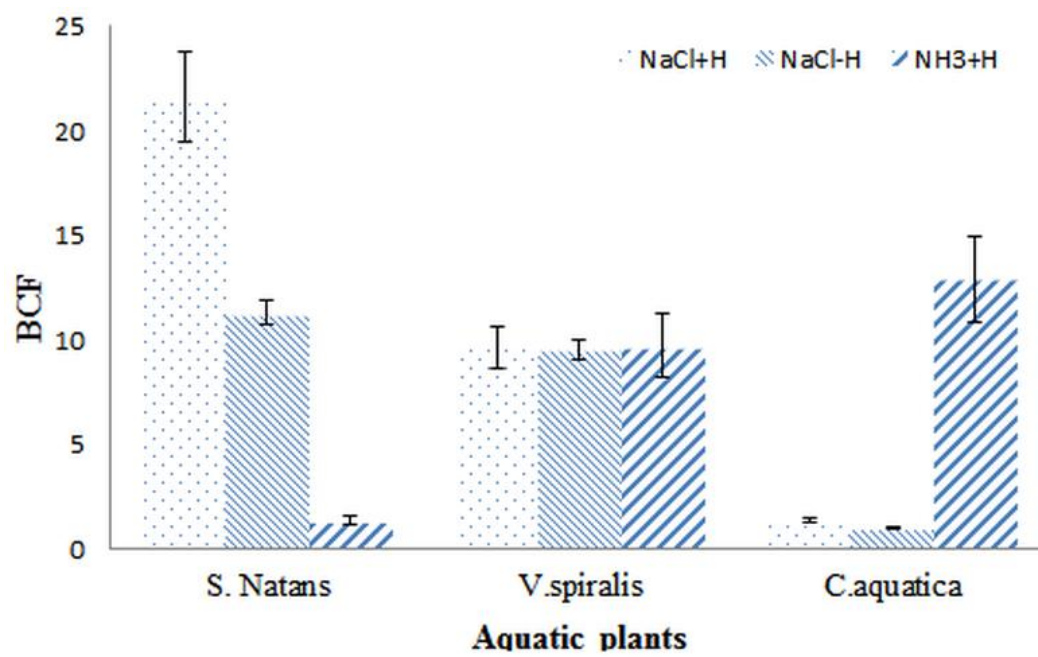 25
NaCl+H NaCl-H NH3+H
20
15
BCF
10
5
0
S. Natans V.spiralis C.aquatica
Aquatic plants